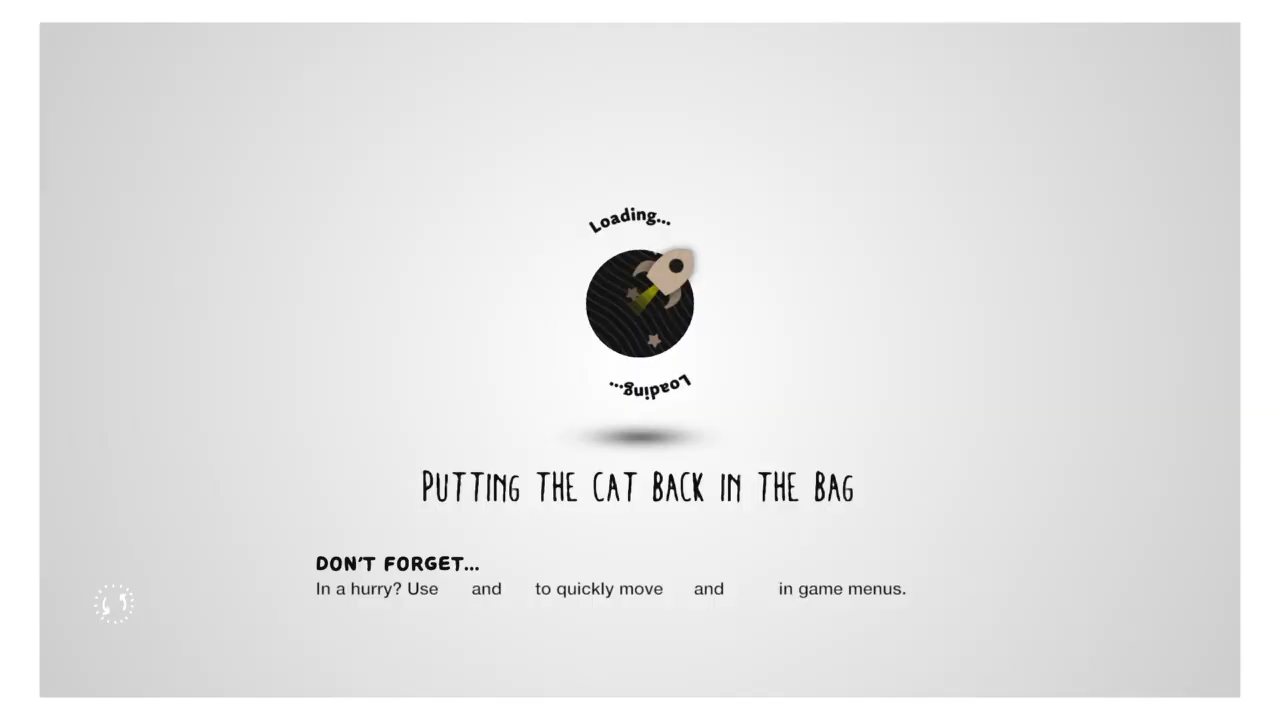 Loading...
Loading...
PUTTING THE CAT BACK IN THE BAG
DON'T FORGET...
In a hurry? Use and to quickly move and in game menus.